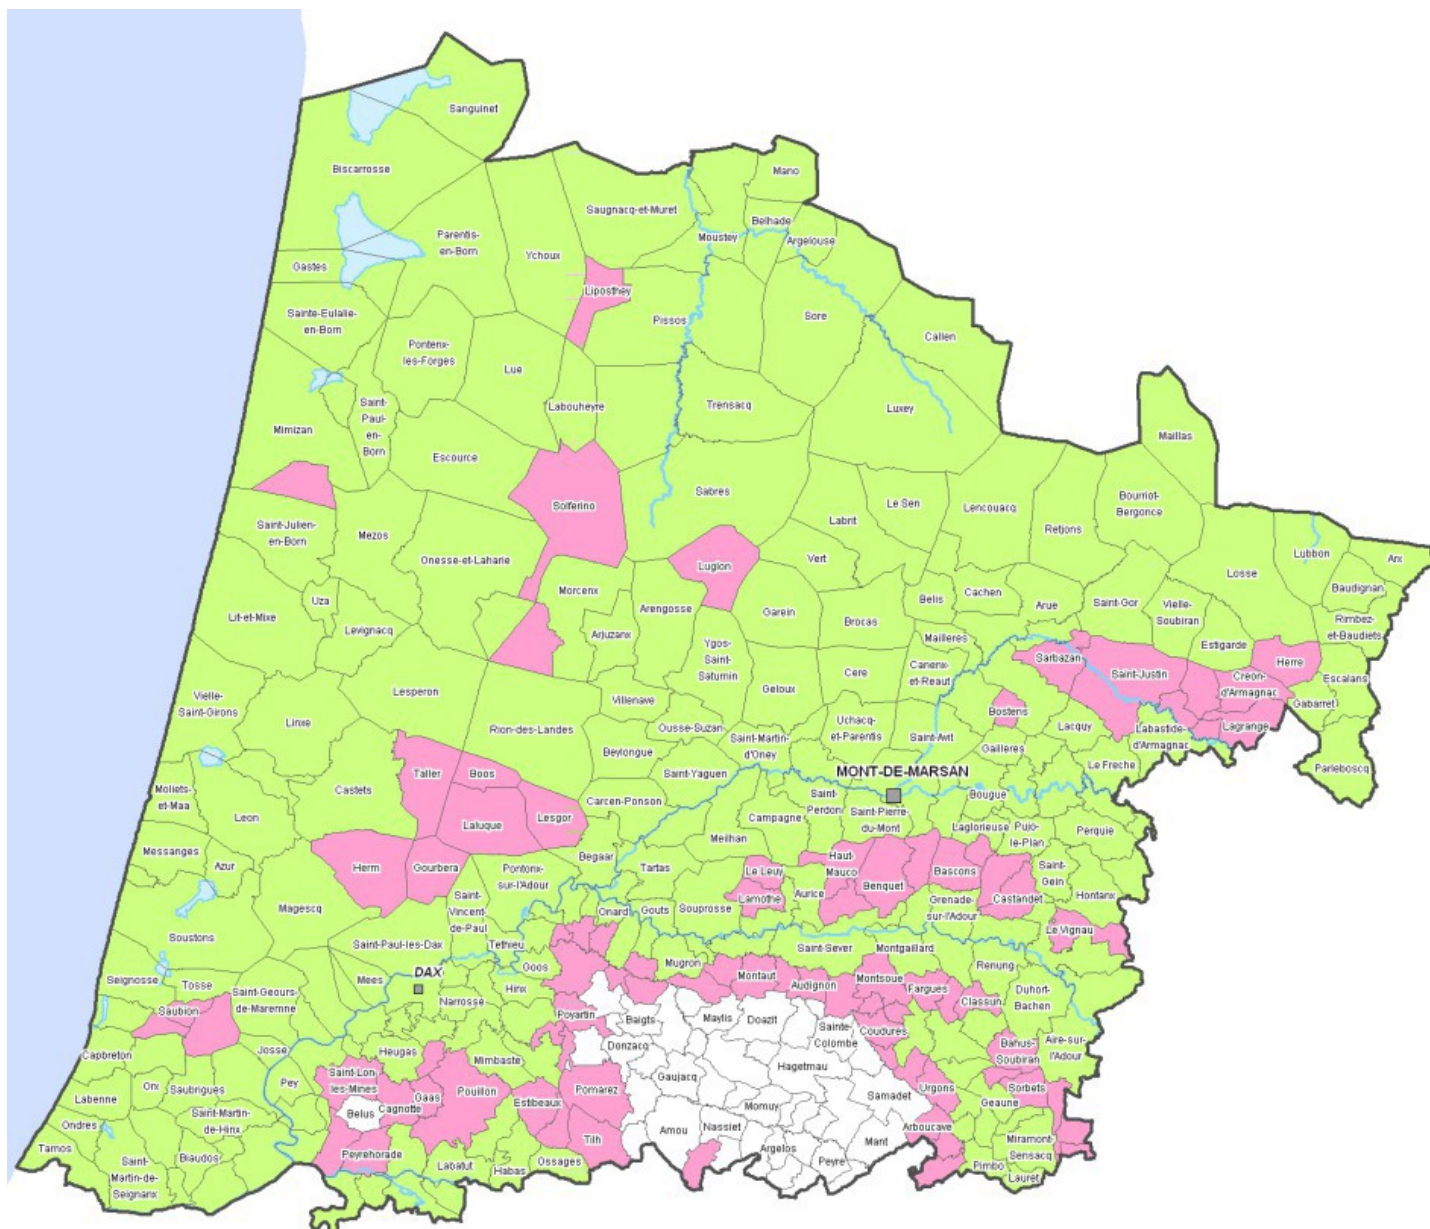 Sanguinet
Biscarrosse
Mano
Saugnacq-et-Muret
Belhade
Moustey
Argelouse
Parentis-
en-Born
Ychoux
Gastes
Liposthey
Sainte-Eulalie-
en-Born
Pissos
Sore
Callen
Pontenx-
les-Forges
Lue
Labouheyre
Trensacq
Luxey
Saint-
Paul-
en-
Born
Mimizan
Maillas
Escource
Solferino
Sabres
Le Sen
Lencouacq
Bourriot-
Bergonce
Retjons
Labrit
Saint-Julien-
en-Born
Mezos
Onesse-et-Laharie
Luglon
Vert
Losse
Lubbon
Arx
Baudignan
Morcenx
Arengosse
Garein
Belis
Cachen
Arue
Saint-Gor
Vielle-
Soubiran
Rimbez-
et-Baudiets
Uza
Lit-et-Mixe
Levignacq
Arjuzanx
Brocas
Mailleres
Estigarde
Ygos-
Saint-
Saturnin
Cere
Canenx-
et-Reaut
Sarbazan
Saint-Justin
Herre
Creon-
d'Armagnac
Escalans
Gabarret
Vielle-
Saint-Girons
Lesperon
Villenave
Geloux
Linxe
Rion-des-Landes
Ousse-Suzan
Uchacq-
et-Parentis
Bostens
Lacquy
Labastide-
d'Armagnac
Lagrange
Beylongue
Saint-Martin-
d'Oney
Saint-Avit
Gailleres
Le Freche
Parleboscq
Taller
Boos
Saint-Yaguen
MONT-DE-MARSAN
Moliets-
et-Maa
Castets
Leon
Laluque
Lesgor
Carcen-Ponson
Saint-
Perdon
Saint-Pierre-
du-Mont
Bougue
Campagne
Laglorieuse
Pujo-
le-Plan
Perquie
Messanges
Azur
Herm
Gourbera
Pontonx-
sur-l'Adour
Begaar
Meilhan
Tartas
Le Leuy
Haut-
Mauco
Benquet
Bascons
Saint-
Gein
Hontanx
Magescq
Saint-
Vincent-
de-Paul
Onard
Gouts
Souprosse
Lamothe
Aurice
Grenade-
sur-l'Adour
Castandet
Le Vignau
Soustons
Saint-Paul-les-Dax
Tethieu
Saint-Sever
Montgaillard
Seignosse
Tosse
Mees
DAX
Goos
Mugron
Montaut
Audignon
Montsoue
Fargues
Renung
Duhort-
Bachen
Classun
Saint-Geours-
de-Maremne
Narrosse
Hinx
Saubion
Poyartin
Baigts
Maylis
Doazit
Sainte-
Colombe
Coudures
Capbreton
Josse
Heugas
Mimbaste
Donzacq
Bahus-
Soubiran
Aire-sur-
l'Adour
Orx
Saubrigues
Pey
Saint-Lon-
les-Mines
Gaas
Pouillon
Pomarez
Gaujacq
Hagetmau
Urgons
Sorbets
Labenne
Belus
Cagnotte
Estibeaux
Momuy
Samadet
Geaune
Ondres
Saint-Martin-
de-Hinx
Amou
Nassiet
Arboucave
Miramont-
Sensacq
Tarnos
Biaudos
Peyrehorade
Tilh
Argelos
Mant
Saint-
Martin-de-
Seignanx
Labatut
Habas
Ossages
Peyre
Pimbo
Lauret